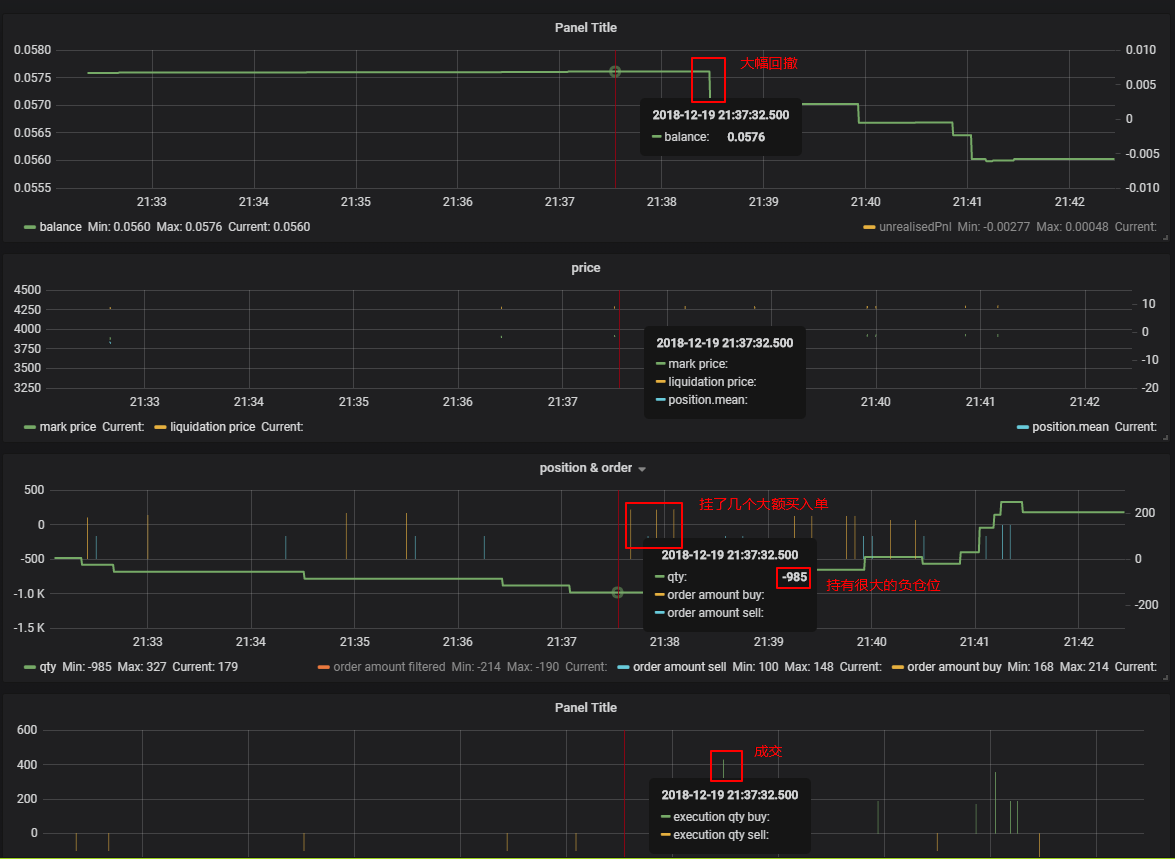 Panel Title
0.0580
0.0575
0.0570
0.0565
0.0560
0.0555
0.010
0.005
0
-0.005
-0.010
大幅回撤
2018-12-19 21:37:32.500
balance: 0.0576
21:33 21:34 21:35 21:36 21:37 21:38 21:39 21:40 21:41 21:42
balance Min: 0.0560 Max: 0.0576 Current: 0.0560
unrealisedPnl Min: -0.00277 Max: 0.00048 Current:
price
4500
4250
4000
3750
3500
3250
10
0
-10
-20
2018-12-19 21:37:32.500
mark price:
liquidation price:
position.mean:
21:33 21:34 21:35 21:36 21:37 21:40 21:41 21:42
mark price Current: liquidation price Current:
position.mean Current:
position & order
500
0
-500
-1.0 K
-1.5 K
200
0
-200
挂了几个大额买入单
2018-12-19 21:37:32.500
qty: -985
order amount buy:
order amount sell:
持有很大的负仓位
21:33 21:34 21:35 21:36 21:37 21:38 21:39 21:40 21:41 21:42
qty Min: -985 Max: 327 Current: 179
order amount filtered Min: -214 Max: -190 Current:
order amount sell Min: 100 Max: 148 Current:
order amount buy Min: 168 Max: 214 Current:
Panel Title
600
400
200
0
成交
2018-12-19 21:37:32.500
execution qty buy:
execution qty sell: